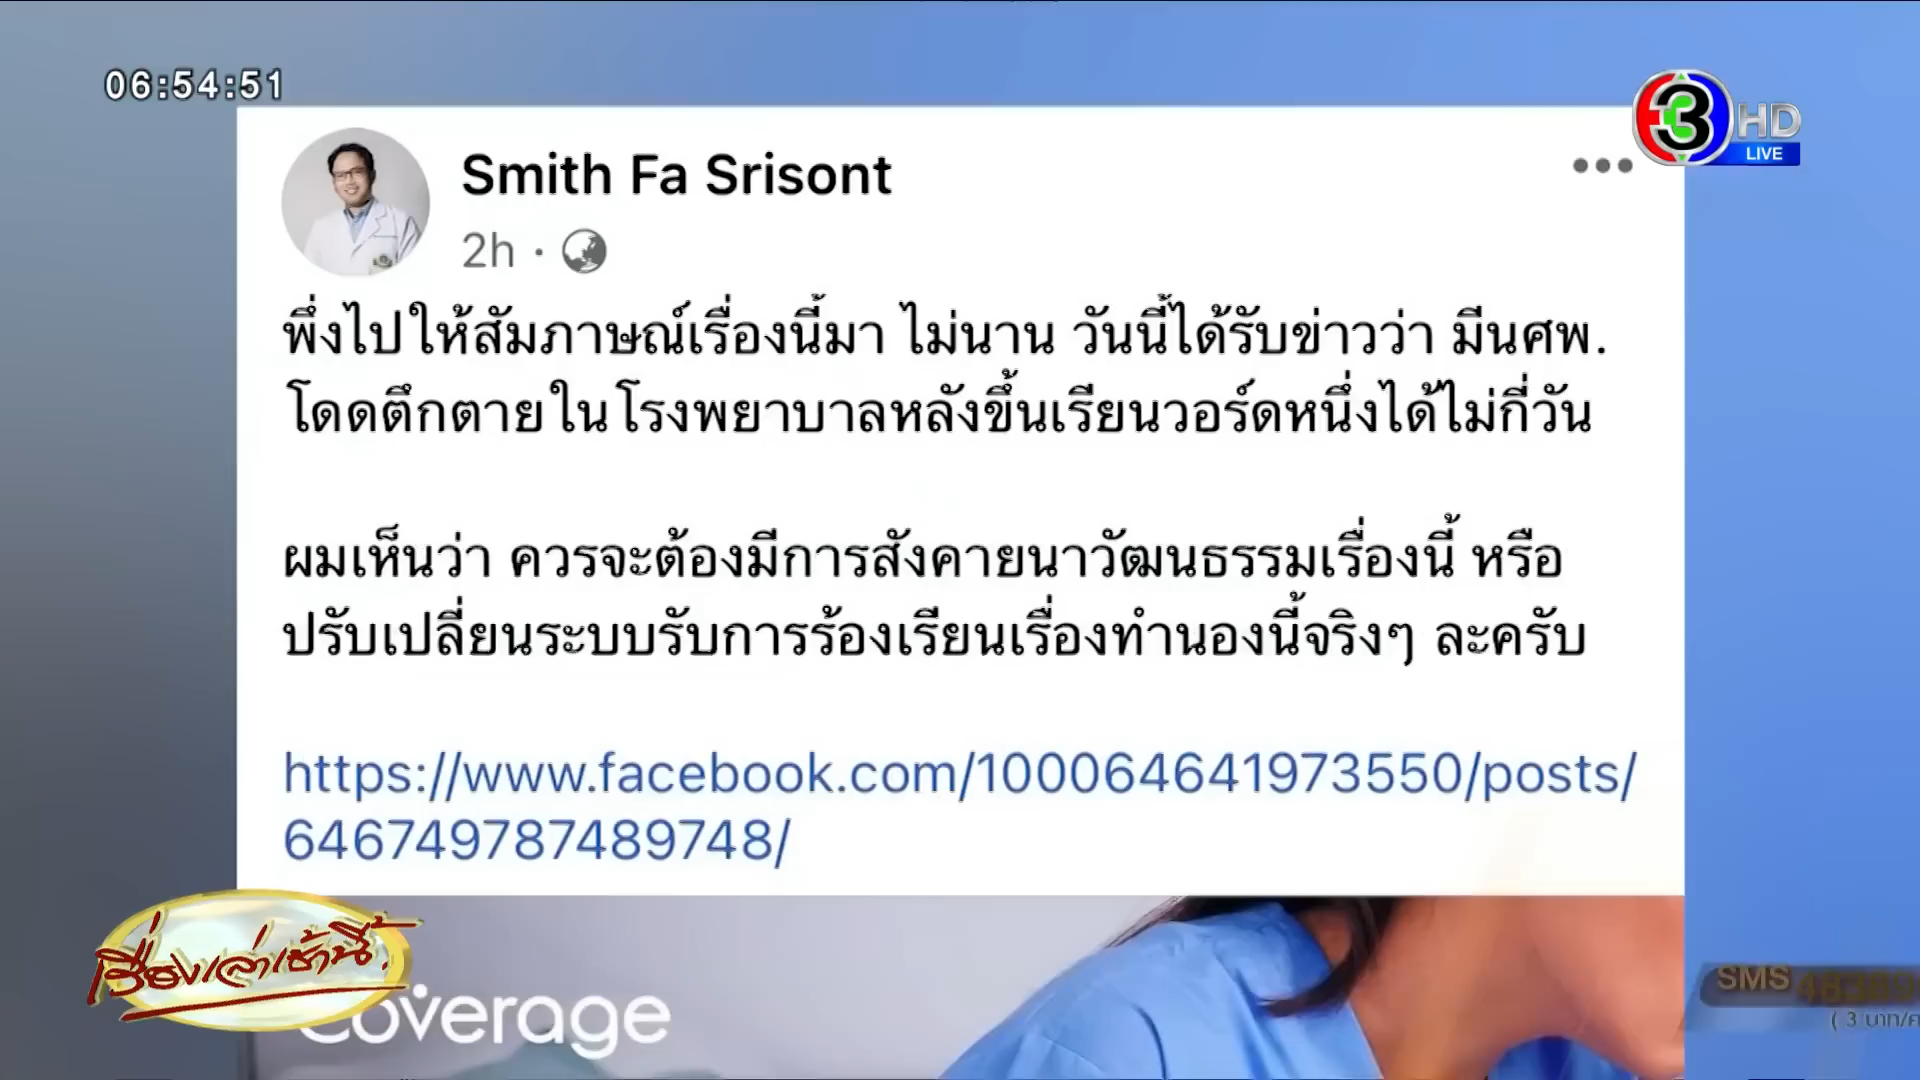 06:54:51
3 HD
LIVE
Smith Fa Srisont
2h ·
พึ่งไปให้สัมภาษณ์เรื่องนี้มา ไม่นาน วันนี้ได้รับข่าวว่า มีนศพ.
โดดตึกตายในโรงพยาบาลหลังขึ้นเรียนวอร์ดหนึ่งได้ไม่กี่วัน
ผมเห็นว่า ควรจะต้องมีการสังคายนาวัฒนธรรมเรื่องนี้ หรือ
ปรับเปลี่ยนระบบรับการร้องเรียนเรื่องทำนองนี้จริงๆ ละครับ
https://www.facebook.com/100064641973550/posts/
646749787489748/
เรื่องเล่าเช้านี้
Coverage
SMS 48389
( 3 บาท/